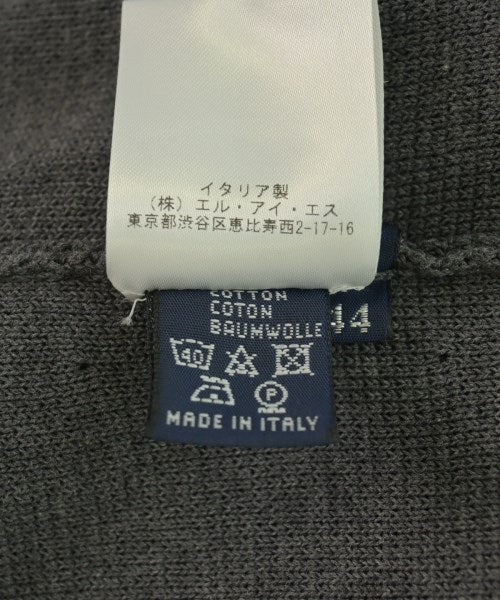 イタリア製
(株) エル・アイ・エス
東京都渋谷区恵比寿西2-17-16
COTTON
COTON
BAUMWOLLE
44
40
P
MADE IN ITALY